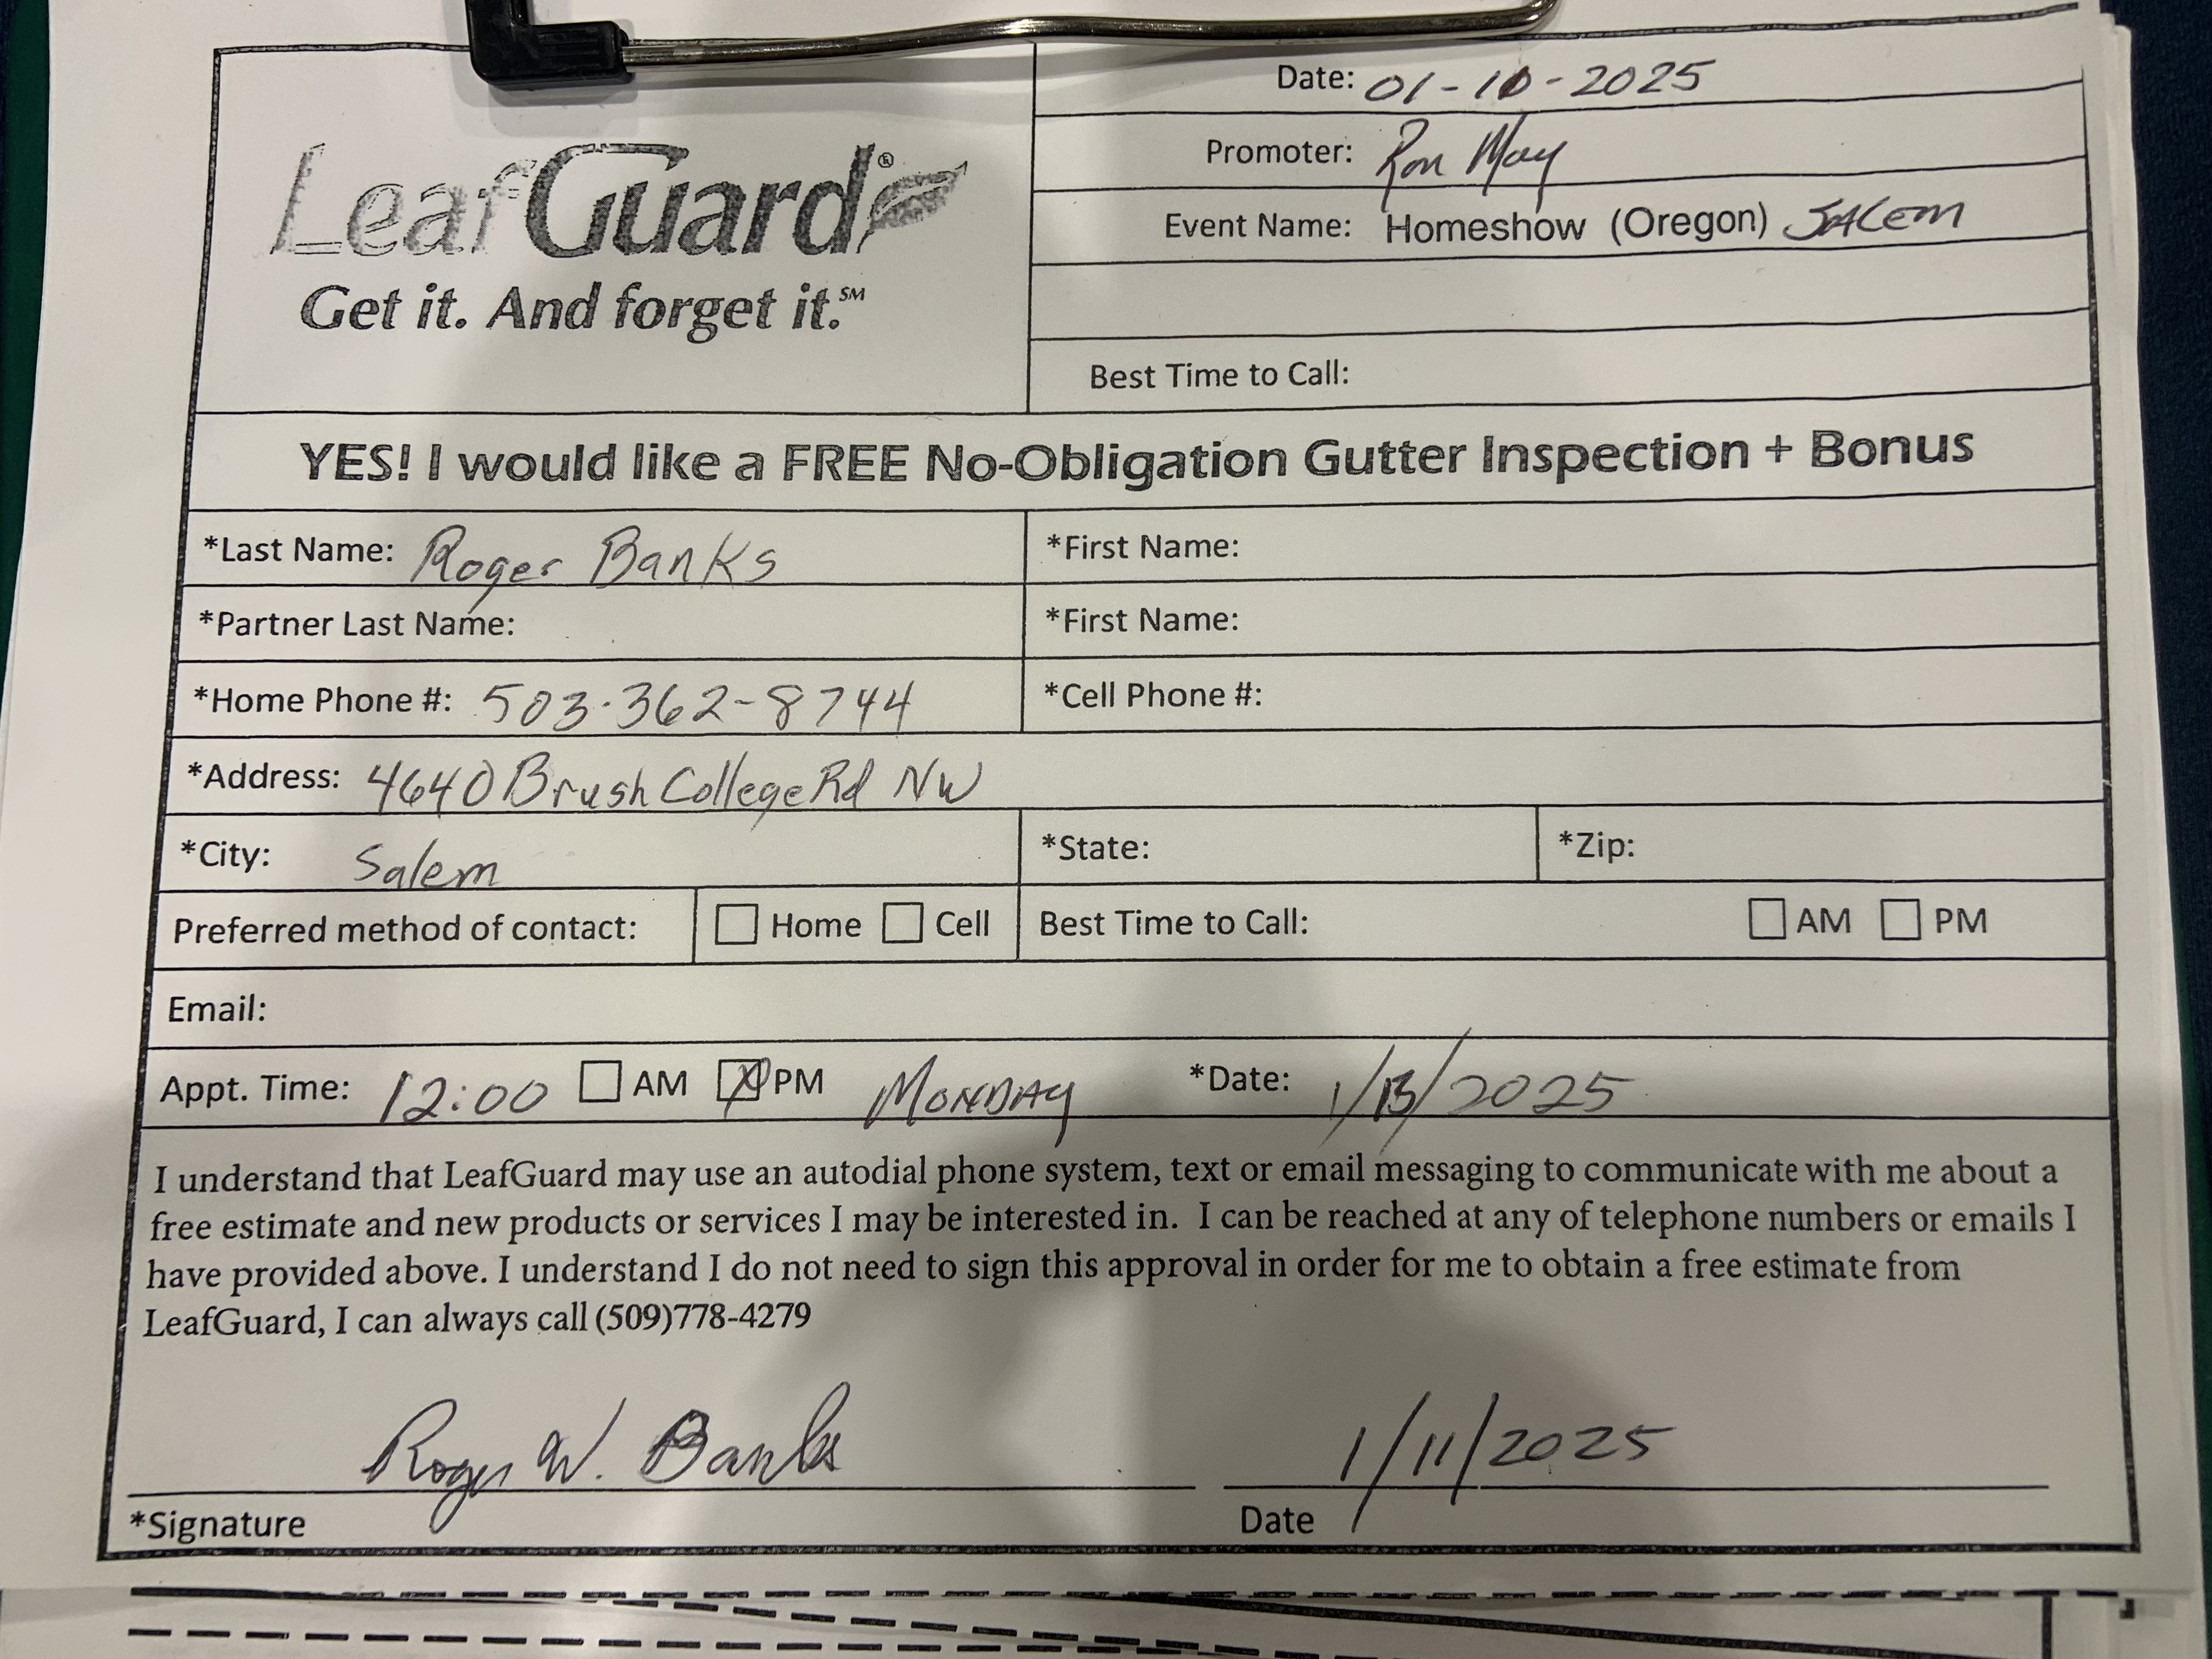 LeafGuard®
Get it. And forget it.℠
Date: 01-10-2025
Promoter: Ron May
Event Name: Homeshow (Oregon) SALem
Best Time to Call:
YES! I would like a FREE No-Obligation Gutter Inspection + Bonus
*Last Name: Roger Banks *First Name:
*Partner Last Name: *First Name:
*Home Phone #: 503-362-8744 *Cell Phone #:
*Address: 4640 Brush College Rd NW
*City: Salem *State: *Zip:
Preferred method of contact: ☐ Home ☐ Cell Best Time to Call: ☐ AM ☐ PM
Email:
Appt. Time: 12:00 ☐ AM ☒ PM MONDAY *Date: 1/13/2025
I understand that LeafGuard may use an autodial phone system, text or email messaging to communicate with me about a
free estimate and new products or services I may be interested in. I can be reached at any of telephone numbers or emails I
have provided above. I understand I do not need to sign this approval in order for me to obtain a free estimate from
LeafGuard, I can always call (509)778-4279
Roger W. Banks 1/11/2025
*Signature Date